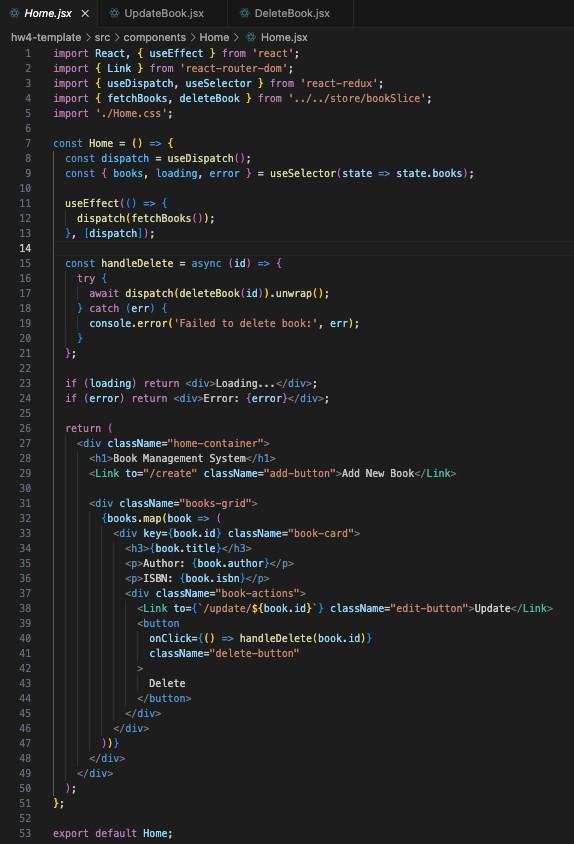 Home.jsx × UpdateBook.jsx DeleteBook.jsx
hw4-template > src > components > Home > Home.jsx
1 import React, { useEffect } from 'react';
2 import { Link } from 'react-router-dom';
3 import { useDispatch, useSelector } from 'react-redux';
4 import { fetchBooks, deleteBook } from '../../store/bookSlice';
5 import './Home.css';
6
7 const Home = () => {
8   const dispatch = useDispatch();
9   const { books, loading, error } = useSelector(state => state.books);
10
11   useEffect(() => {
12     dispatch(fetchBooks());
13   }, [dispatch]);
14
15   const handleDelete = async (id) => {
16     try {
17       await dispatch(deleteBook(id)).unwrap();
18     } catch (err) {
19       console.error('Failed to delete book:', err);
20     }
21   };
22
23   if (loading) return <div>Loading...</div>;
24   if (error) return <div>Error: {error}</div>;
25
26   return (
27     <div className="home-container">
28       <h1>Book Management System</h1>
29       <Link to="/create" className="add-button">Add New Book</Link>
30
31       <div className="books-grid">
32         {books.map(book => (
33           <div key={book.id} className="book-card">
34             <h3>{book.title}</h3>
35             <p>Author: {book.author}</p>
36             <p>ISBN: {book.isbn}</p>
37             <div className="book-actions">
38               <Link to={`/update/${book.id}`} className="edit-button">Update</Link>
39               <button
40                 onClick={() => handleDelete(book.id)}
41                 className="delete-button"
42               >
43                 Delete
44               </button>
45             </div>
46           </div>
47         ))}
48       </div>
49     </div>
50   );
51 };
52
53 export default Home;